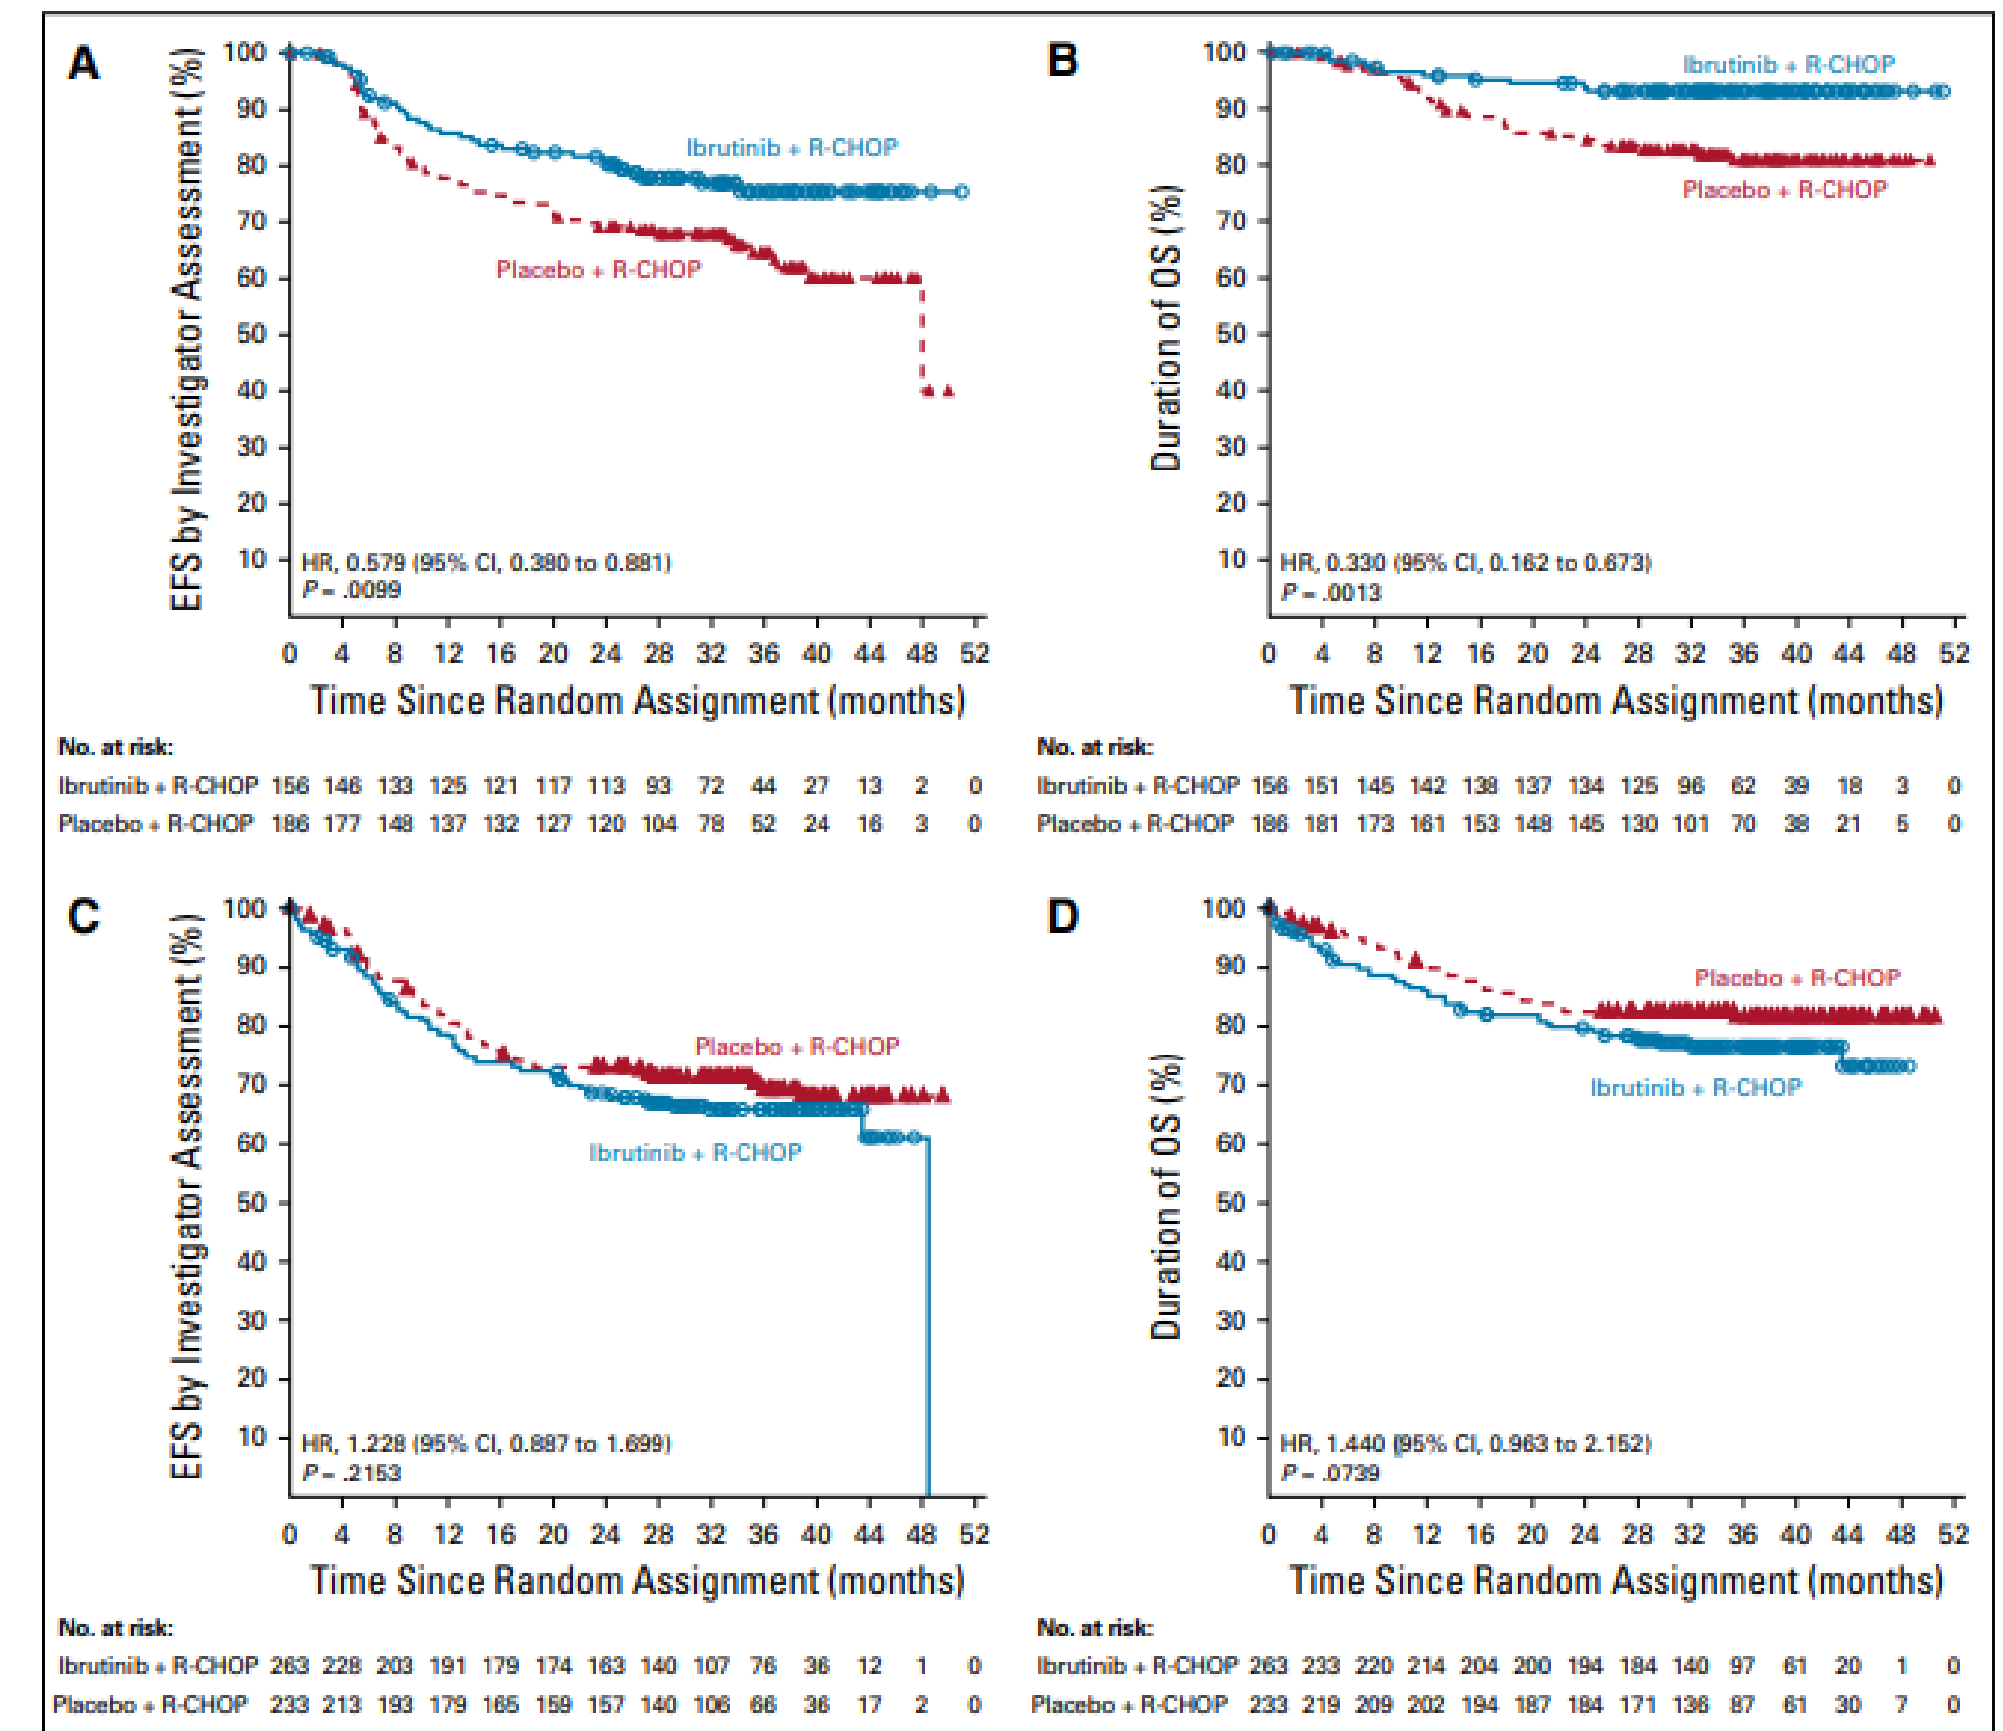 A
EFS by Investigator Assessment (%)
100
90
80
70
60
50
40
30
20
10
Ibrutinib + R-CHOP
Placebo + R-CHOP
HR, 0.579 (95% CI, 0.380 to 0.881)
P = .0099
0 4 8 12 16 20 24 28 32 36 40 44 48 52
Time Since Random Assignment (months)
No. at risk:
Ibrutinib + R-CHOP 156 146 133 125 121 117 113 93 72 44 27 13 2 0
Placebo + R-CHOP 186 177 148 137 132 127 120 104 78 52 24 16 3 0
B
Duration of OS (%)
100
90
80
70
60
50
40
30
20
10
Ibrutinib + R-CHOP
Placebo + R-CHOP
HR, 0.330 (95% CI, 0.162 to 0.673)
P = .0013
0 4 8 12 16 20 24 28 32 36 40 44 48 52
Time Since Random Assignment (months)
No. at risk:
Ibrutinib + R-CHOP 156 151 145 142 138 137 134 125 96 62 39 18 3 0
Placebo + R-CHOP 186 181 173 161 153 148 145 130 101 70 38 21 5 0
C
EFS by Investigator Assessment (%)
100
90
80
70
60
50
40
30
20
10
Placebo + R-CHOP
Ibrutinib + R-CHOP
HR, 1.228 (95% CI, 0.887 to 1.699)
P = .2153
0 4 8 12 16 20 24 28 32 36 40 44 48 52
Time Since Random Assignment (months)
No. at risk:
Ibrutinib + R-CHOP 263 228 203 191 179 174 163 140 107 76 36 12 1 0
Placebo + R-CHOP 233 213 193 179 165 159 157 140 106 66 36 17 2 0
D
Duration of OS (%)
100
90
80
70
60
50
40
30
20
10
Placebo + R-CHOP
Ibrutinib + R-CHOP
HR, 1.440 (95% CI, 0.963 to 2.152)
P = .0739
0 4 8 12 16 20 24 28 32 36 40 44 48 52
Time Since Random Assignment (months)
No. at risk:
Ibrutinib + R-CHOP 263 233 220 214 204 200 194 184 140 97 61 20 1 0
Placebo + R-CHOP 233 219 209 202 194 187 184 171 136 87 61 30 7 0